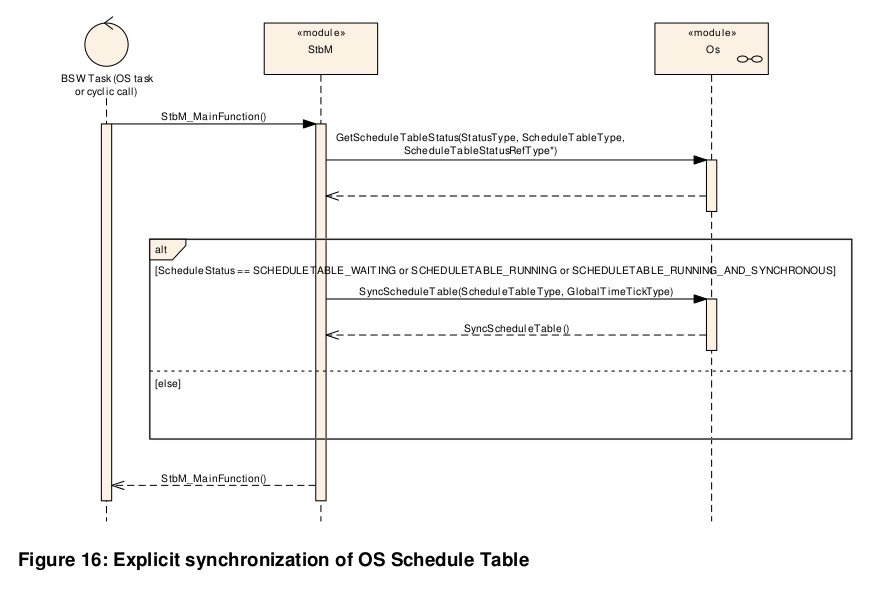 «module»
StbM
«module»
Os
BSW Task (OS task
or cyclic call)
StbM_MainFunction()
GetScheduleTableStatus(StatusType, ScheduleTableType,
ScheduleTableStatusRefType*)
alt
[ScheduleStatus == SCHEDULETABLE_WAITING or SCHEDULETABLE_RUNNING or SCHEDULETABLE_RUNNING_AND_SYNCHRONOUS]
SyncScheduleTable(ScheduleTableType, GlobalTimeTickType)
SyncScheduleTable()
[else]
StbM_MainFunction()
Figure 16: Explicit synchronization of OS Schedule Table